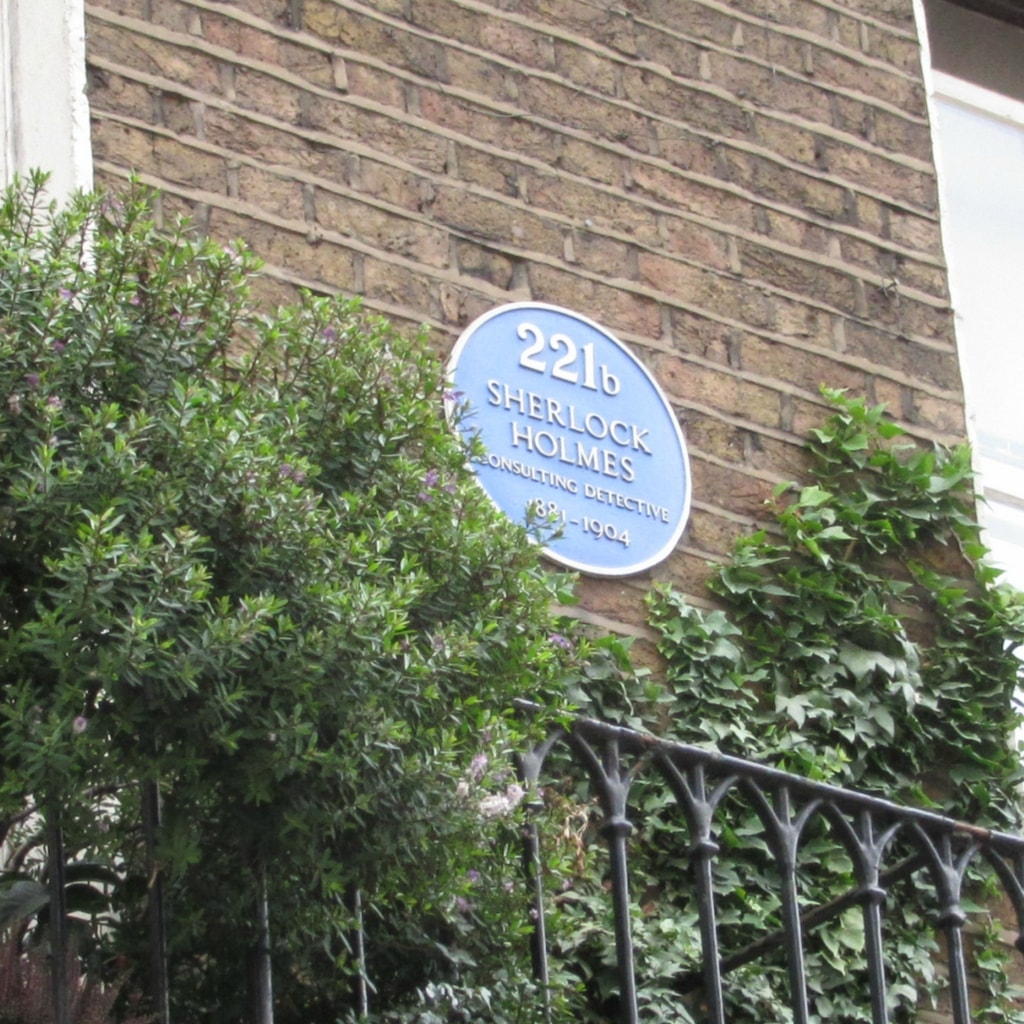 221b
SHERLOCK
HOLMES
CONSULTING DETECTIVE
1881-1904